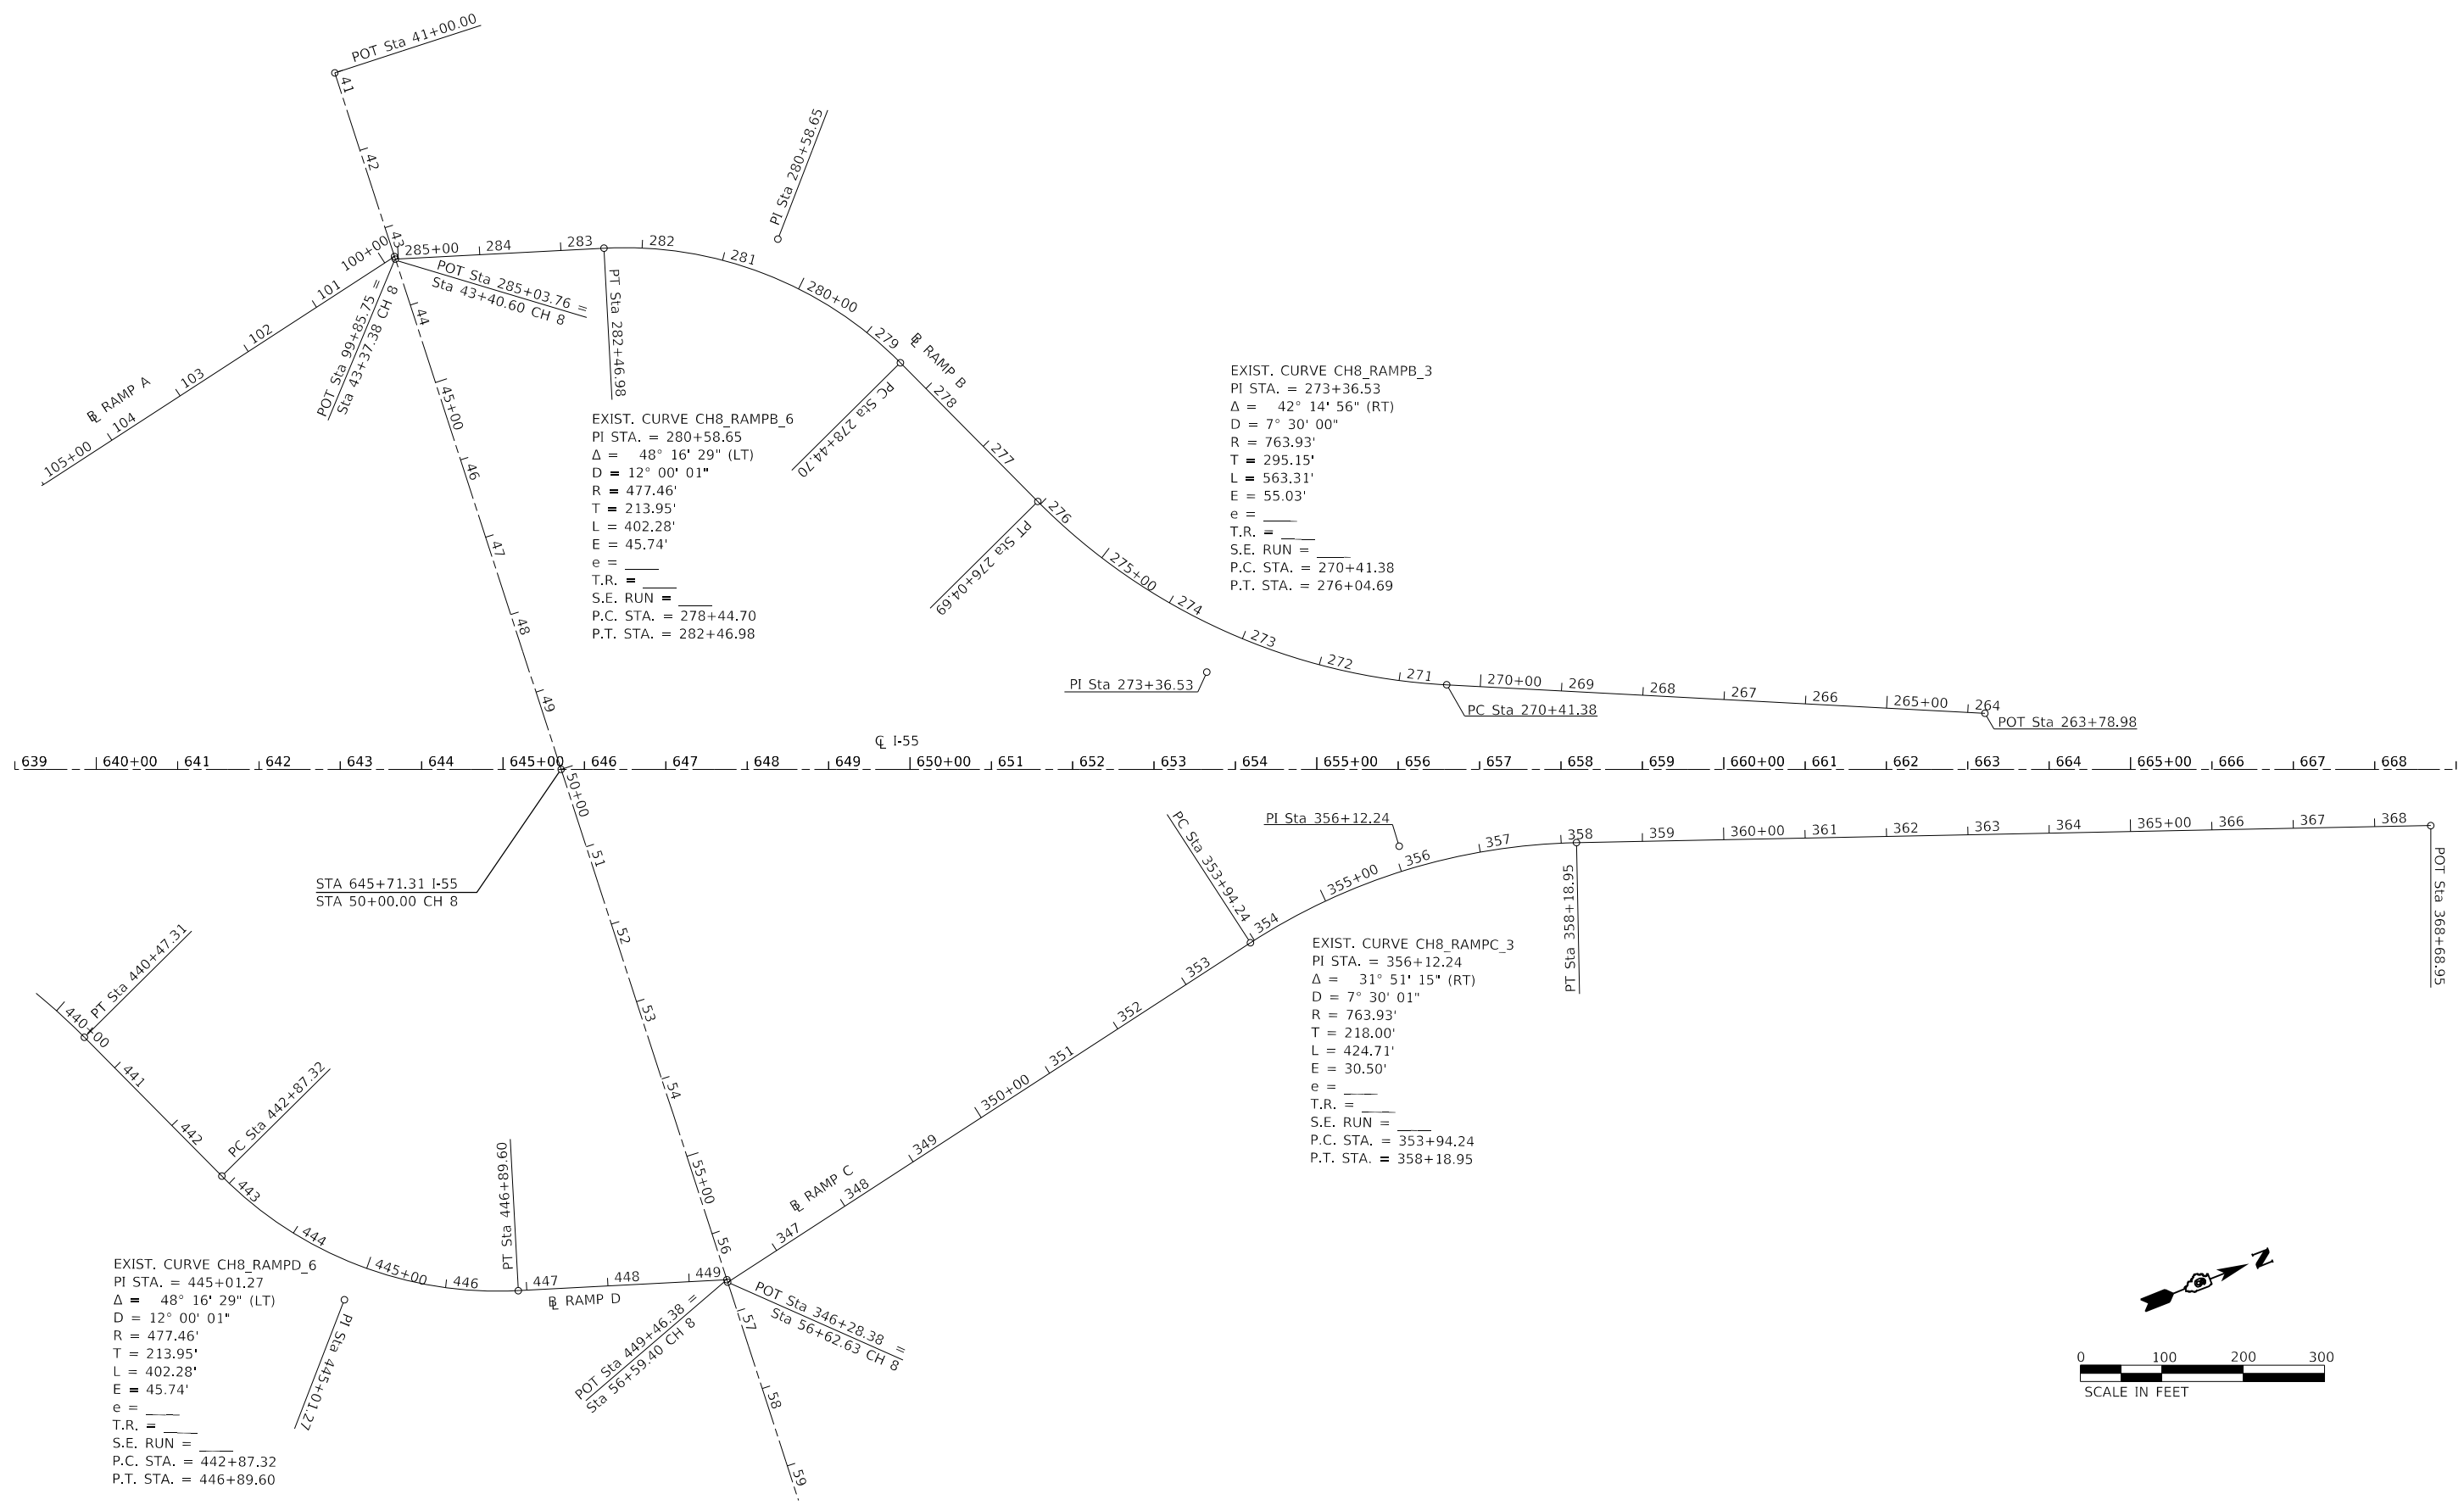 POT Sta 41+00.00
41
42
43
44
45+00
46
47
48
49
50+00
51
52
53
54
55+00
56
57
58
59
PI Sta 280+58.65
100+00
101
102
103
104
105+00
℄ RAMP A
285+00
284
283
282
281
280+00
279
278
277
276
275+00
274
273
272
271
270+00
269
268
267
266
265+00
264
POT Sta 285+03.76 =
Sta 43+40.60 CH 8
POT Sta 99+85.75 =
Sta 43+37.38 CH 8
PT Sta 282+46.98
℄ RAMP B
PC Sta 278+44.70
PT Sta 276+04.69
EXIST. CURVE CH8_RAMPB_6
PI STA. = 280+58.65
Δ = 48° 16' 29" (LT)
D = 12° 00' 01"
R = 477.46'
T = 213.95'
L = 402.28'
E = 45.74'
e = ____
T.R. = ____
S.E. RUN = ____
P.C. STA. = 278+44.70
P.T. STA. = 282+46.98
EXIST. CURVE CH8_RAMPB_3
PI STA. = 273+36.53
Δ = 42° 14' 56" (RT)
D = 7° 30' 00"
R = 763.93'
T = 295.15'
L = 563.31'
E = 55.03'
e = ____
T.R. = ____
S.E. RUN = ____
P.C. STA. = 270+41.38
P.T. STA. = 276+04.69
PI Sta 273+36.53
PC Sta 270+41.38
POT Sta 263+78.98
℄ I-55
639 640+00 641 642 643 644 645+00 646 647 648 649 650+00 651 652 653 654 655+00 656 657 658 659 660+00 661 662 663 664 665+00 666 667 668
STA 645+71.31 I-55
STA 50+00.00 CH 8
PI Sta 356+12.24
PC Sta 353+94.24
PT Sta 358+18.95
POT Sta 368+68.95
347
348
349
350+00
351
352
353
354
355+00
356
357
358
359
360+00
361
362
363
364
365+00
366
367
368
℄ RAMP C
EXIST. CURVE CH8_RAMPC_3
PI STA. = 356+12.24
Δ = 31° 51' 15" (RT)
D = 7° 30' 01"
R = 763.93'
T = 218.00'
L = 424.71'
E = 30.50'
e = ____
T.R. = ____
S.E. RUN = ____
P.C. STA. = 353+94.24
P.T. STA. = 358+18.95
PT Sta 440+47.31
PC Sta 442+87.32
PT Sta 446+89.60
440+00
441
442
443
444
445+00
446
447
448
449
℄ RAMP D
POT Sta 449+46.38 =
Sta 56+59.40 CH 8
POT Sta 346+28.38 =
Sta 56+62.63 CH 8
PI Sta 445+01.27
EXIST. CURVE CH8_RAMPD_6
PI STA. = 445+01.27
Δ = 48° 16' 29" (LT)
D = 12° 00' 01"
R = 477.46'
T = 213.95'
L = 402.28'
E = 45.74'
e = ____
T.R. = ____
S.E. RUN = ____
P.C. STA. = 442+87.32
P.T. STA. = 446+89.60
N
0 100 200 300
SCALE IN FEET